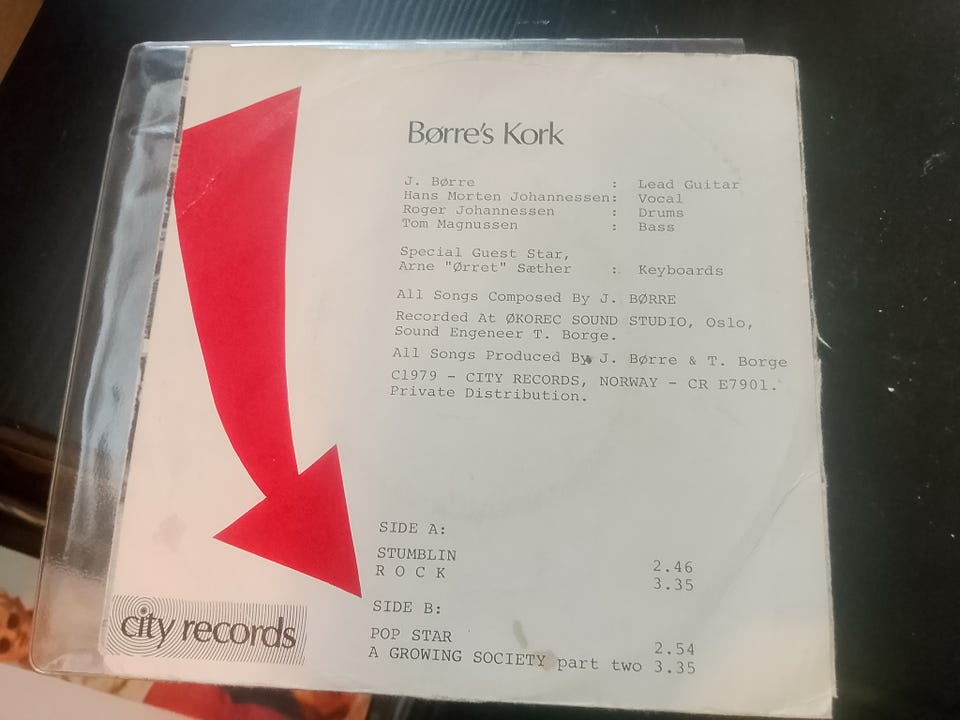 Børre's Kork
J. Børre : Lead Guitar
Hans Morten Johannessen: Vocal
Roger Johannessen : Drums
Tom Magnussen : Bass
Special Guest Star,
Arne "Ørret" Sæther : Keyboards
All Songs Composed By J. BØRRE
Recorded At ØKOREC SOUND STUDIO, Oslo,
Sound Engeneer T. Borge.
All Songs Produced By J. Børre & T. Borge
C1979 - CITY RECORDS, NORWAY - CR E7901.
Private Distribution.
SIDE A:
STUMBLIN 2.46
R O C K 3.35
SIDE B:
POP STAR 2.54
A GROWING SOCIETY part two 3.35
city records